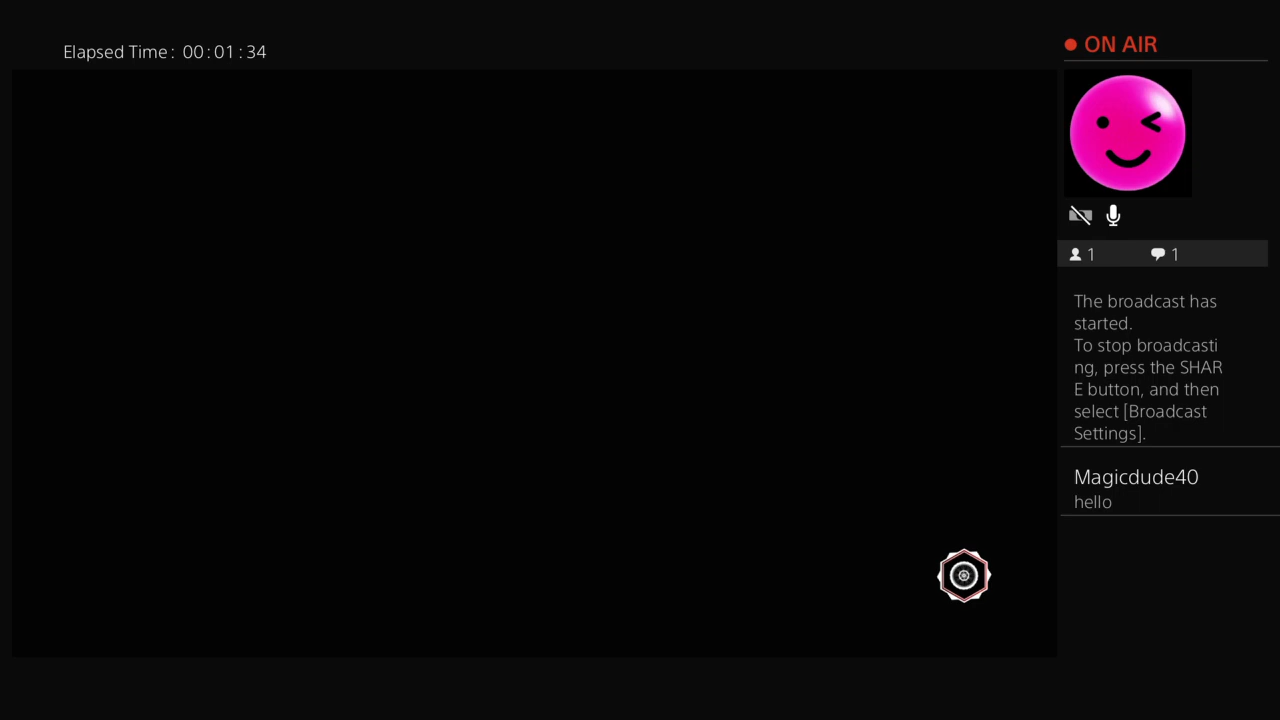 Elapsed Time: 00:01:34
ON AIR
1 1
The broadcast has
started.
To stop broadcasti
ng, press the SHAR
E button, and then
select [Broadcast
Settings].
Magicdude40
hello